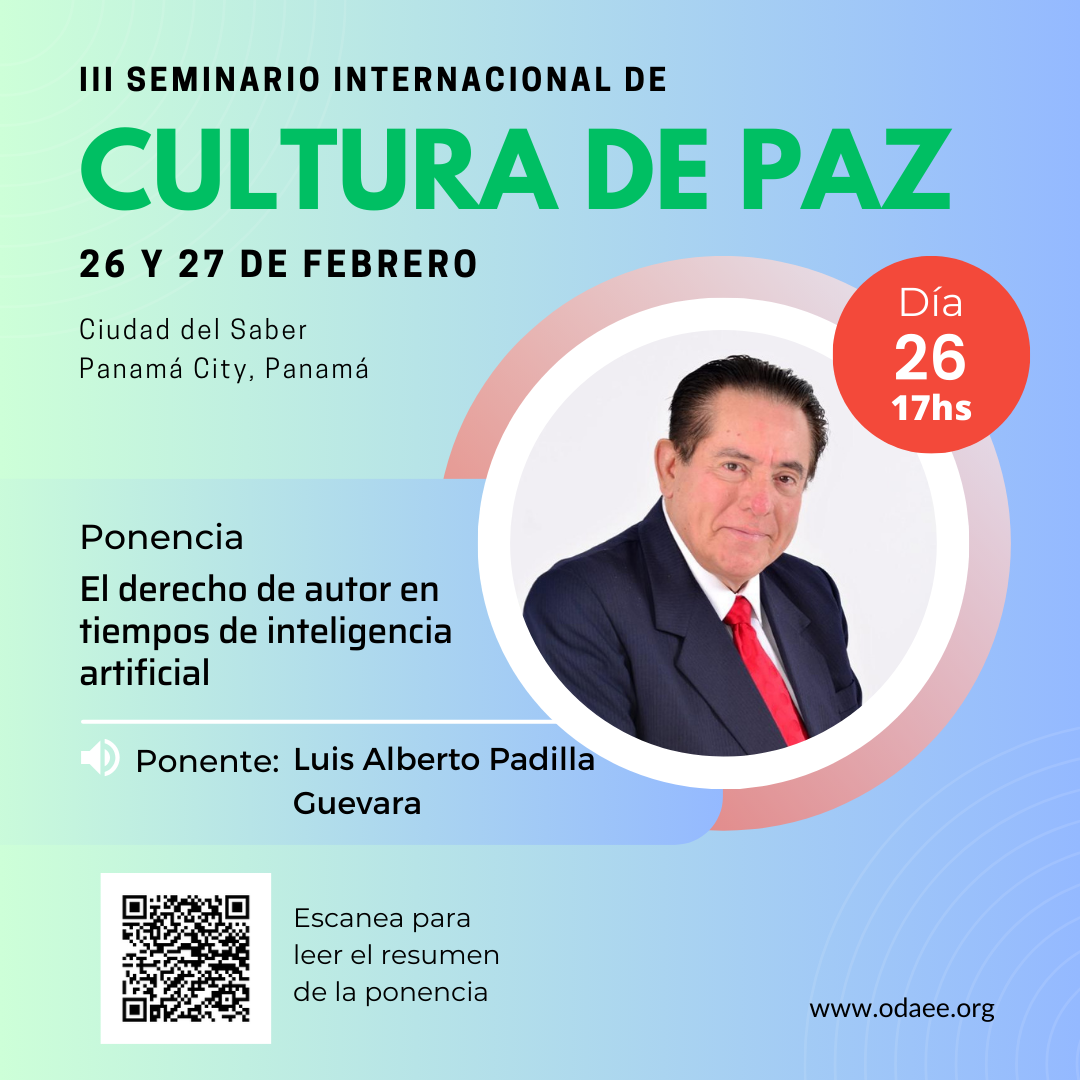 III SEMINARIO INTERNACIONAL DE
CULTURA DE PAZ
26 Y 27 DE FEBRERO
Ciudad del Saber
Panamá City, Panamá
Día
26
17hs
Ponencia
El derecho de autor en
tiempos de inteligencia
artificial
Ponente: Luis Alberto Padilla
Guevara
Escanea para
leer el resumen
de la ponencia
www.odaee.org